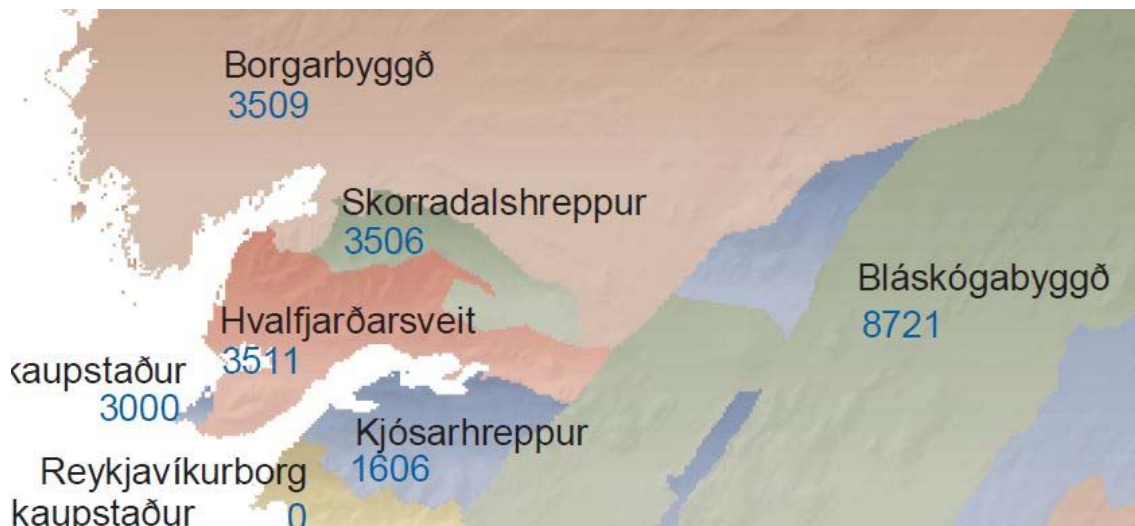 Borgarbyggð
3509
Skorradalshreppur
3506
Bláskógabyggð
8721
Hvalfjarðarsveit
3511
kaupstaður
3000
Kjósarhreppur
1606
Reykjavíkurborg
0
kaupstaður